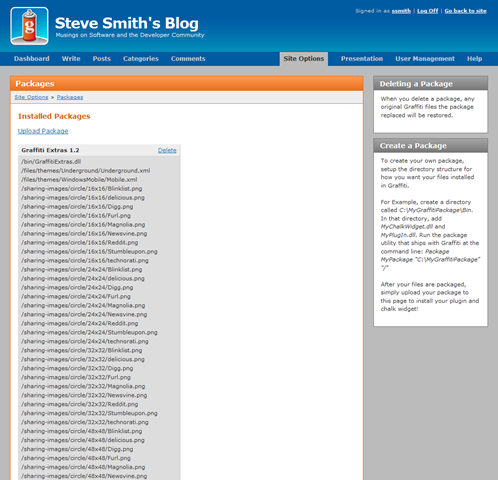 Steve Smith's Blog
Musings on Software and the Developer Community
Signed in as ssmith | Log Off | Go back to site
Dashboard Write Posts Categories Comments Site Options Presentation User Management Help
Packages
Site Options > Packages
Installed Packages
Upload Package
Graffiti Extras 1.2 Delete
/bin/GraffitiExtras.dll
/files/themes/Underground/Underground.xml
/files/themes/WindowsMobile/Mobile.xml
/sharing-images/circle/16x16/Blinklist.png
/sharing-images/circle/16x16/delicious.png
/sharing-images/circle/16x16/Digg.png
/sharing-images/circle/16x16/Furl.png
/sharing-images/circle/16x16/Magnolia.png
/sharing-images/circle/16x16/Newsvine.png
/sharing-images/circle/16x16/Reddit.png
/sharing-images/circle/16x16/Stumbleupon.png
/sharing-images/circle/16x16/technorati.png
/sharing-images/circle/24x24/Blinklist.png
/sharing-images/circle/24x24/delicious.png
/sharing-images/circle/24x24/Digg.png
/sharing-images/circle/24x24/Furl.png
/sharing-images/circle/24x24/Magnolia.png
/sharing-images/circle/24x24/Newsvine.png
/sharing-images/circle/24x24/Reddit.png
/sharing-images/circle/24x24/Stumbleupon.png
/sharing-images/circle/24x24/technorati.png
/sharing-images/circle/32x32/Blinklist.png
/sharing-images/circle/32x32/delicious.png
/sharing-images/circle/32x32/Digg.png
/sharing-images/circle/32x32/Furl.png
/sharing-images/circle/32x32/Magnolia.png
/sharing-images/circle/32x32/Newsvine.png
/sharing-images/circle/32x32/Reddit.png
/sharing-images/circle/32x32/Stumbleupon.png
/sharing-images/circle/32x32/technorati.png
/sharing-images/circle/48x48/Blinklist.png
/sharing-images/circle/48x48/delicious.png
/sharing-images/circle/48x48/Digg.png
/sharing-images/circle/48x48/Furl.png
/sharing-images/circle/48x48/Magnolia.png
/sharing-images/circle/48x48/Newsvine.png
Deleting a Package
When you delete a package, any
original Graffiti files the package
replaced will be restored.
Create a Package
To create your own package,
setup the directory structure for
how you want your files installed
in Graffiti.
For Example, create a directory
called C:\MyGraffitiPackage\Bin.
In that directory, add
MyChalkWidget.dll and
MyPlugIn.dll. Run the package
utility that ships with Graffiti at the
command line: Package
MyPackage "C:\MyGraffitiPackage"
"/"
After your files are packaged,
simply upload your package to
this page to install your plugin and
chalk widget!